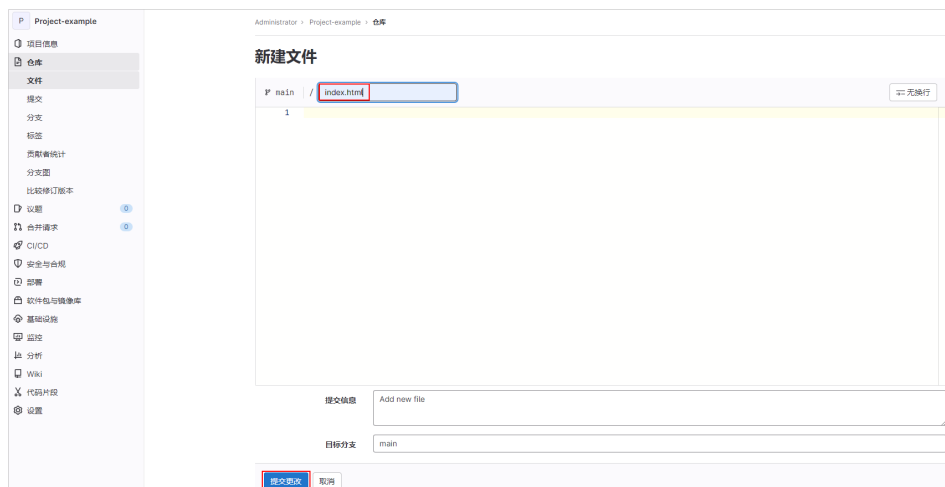 P Project-example
项目信息
仓库
文件
提交
分支
标签
贡献者统计
分支图
比较修订版本
议题 0
合并请求 0
CI/CD
安全与合规
部署
软件包与镜像库
基础设施
监控
分析
Wiki
代码片段
设置
Administrator › Project-example › 仓库
新建文件
main / index.html
无换行
1
提交信息 Add new file
目标分支 main
提交更改 取消